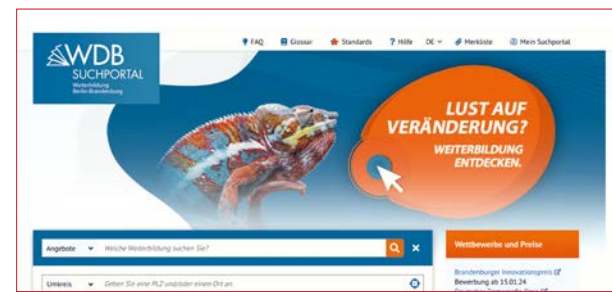 FAQ Glossar Standards ? Hilfe DE Merkliste Mein Suchportal
WDB
SUCHPORTAL
Weiterbildung
Berlin-Brandenburg
LUST AUF
VERÄNDERUNG?
WEITERBILDUNG
ENTDECKEN.
Angebote Welche Weiterbildung suchen Sie?
Wettbewerbe und Preise
Umkreis Geben Sie eine PLZ und/oder einen Ort an
Brandenburger Innovationspreis
Bewerbung ab 15.01.24